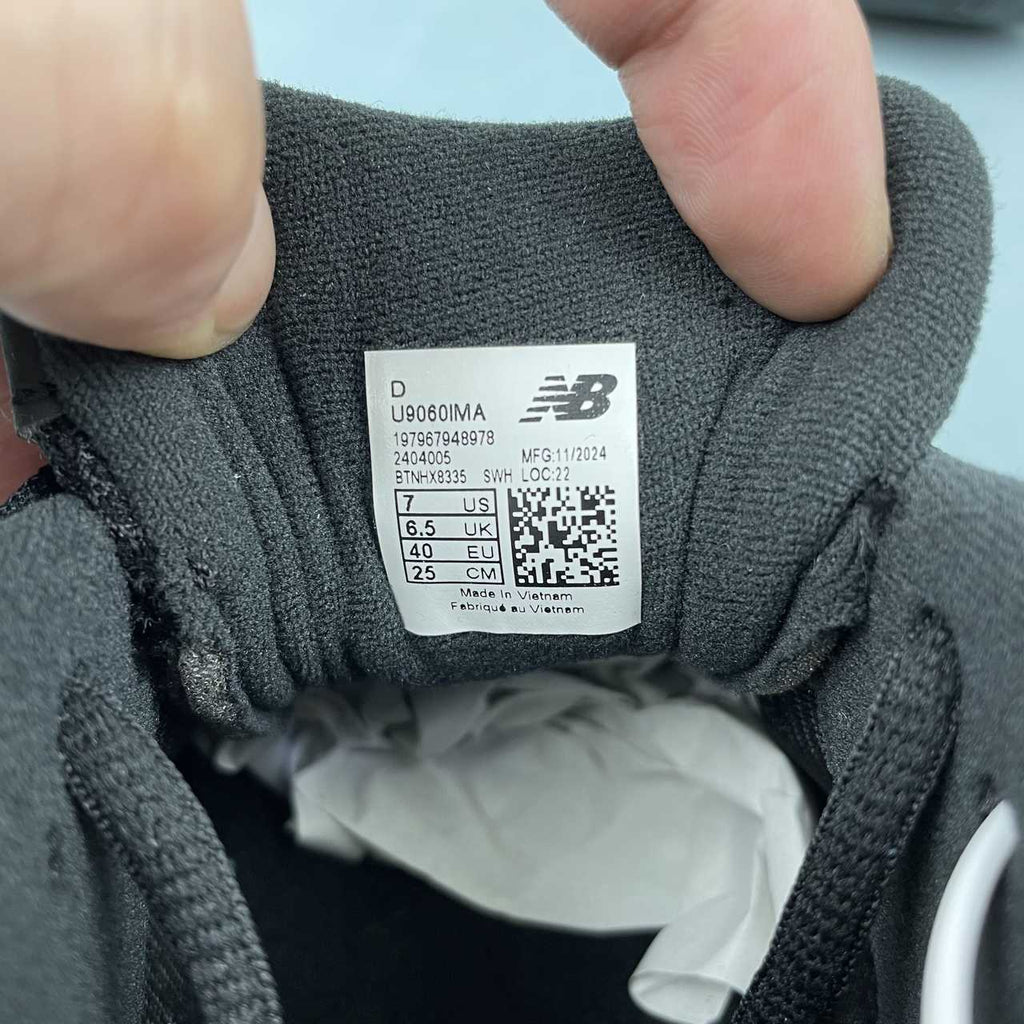 D
NB
U9060IMA
197967948978
2404005 MFG:11/2024
BTNHX8335 SWH LOC:22
7 US
6.5 UK
40 EU
25 CM
Made In Vietnam
Fabriqué au Vietnam